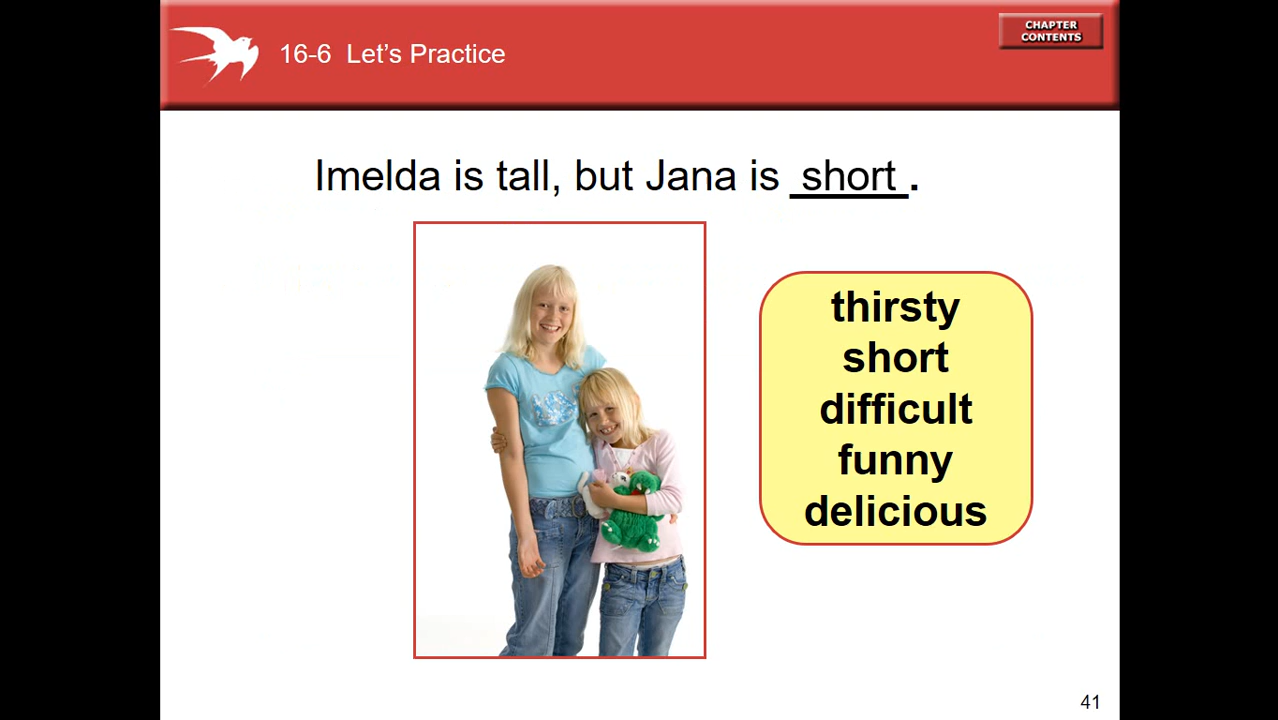 CHAPTER
CONTENTS
16-6 Let’s Practice
Imelda is tall, but Jana is short.
thirsty
short
difficult
funny
delicious
41